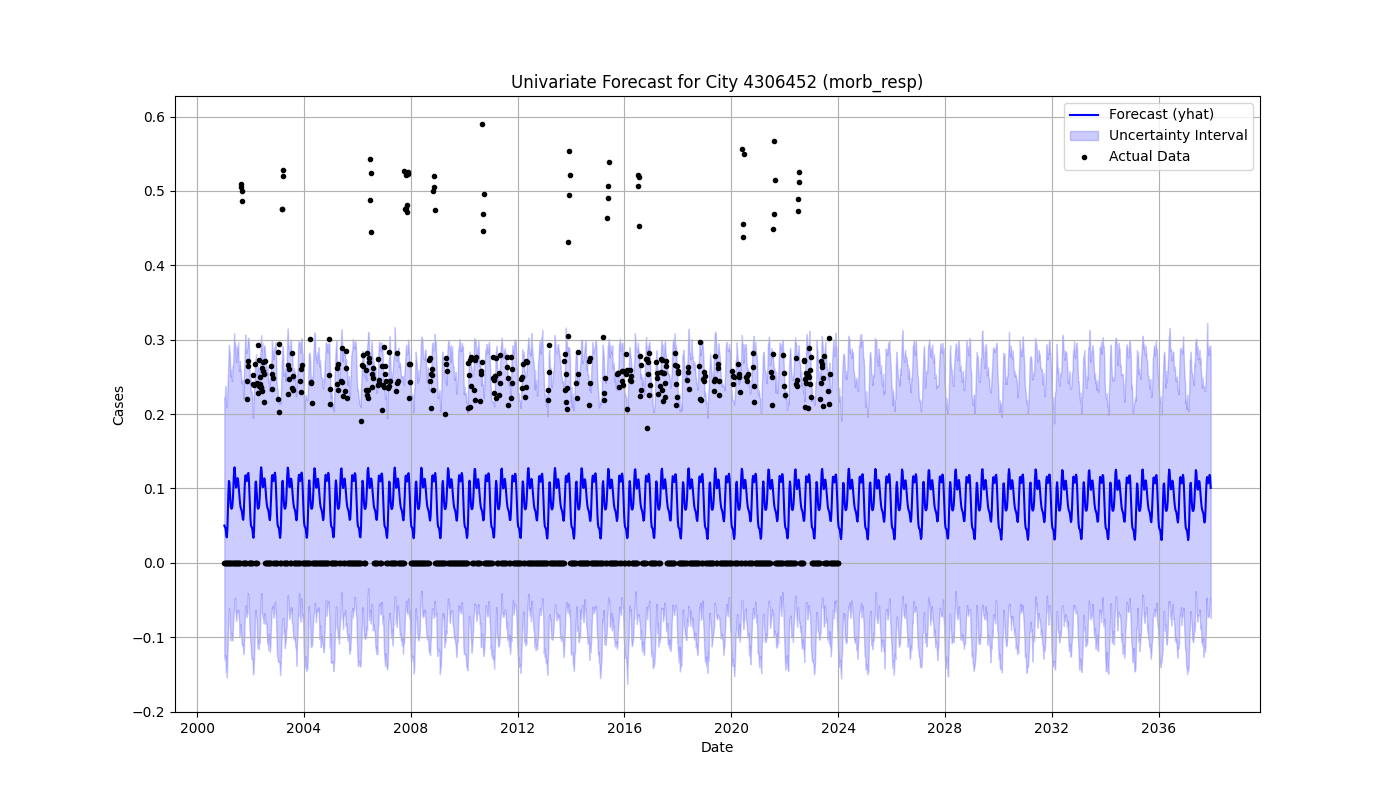 Univariate Forecast for City 4306452 (morb_resp)
Forecast (yhat)
Uncertainty Interval
Actual Data
Cases
0.6
0.5
0.4
0.3
0.2
0.1
0.0
−0.1
−0.2
2000 2004 2008 2012 2016 2020 2024 2028 2032 2036
Date